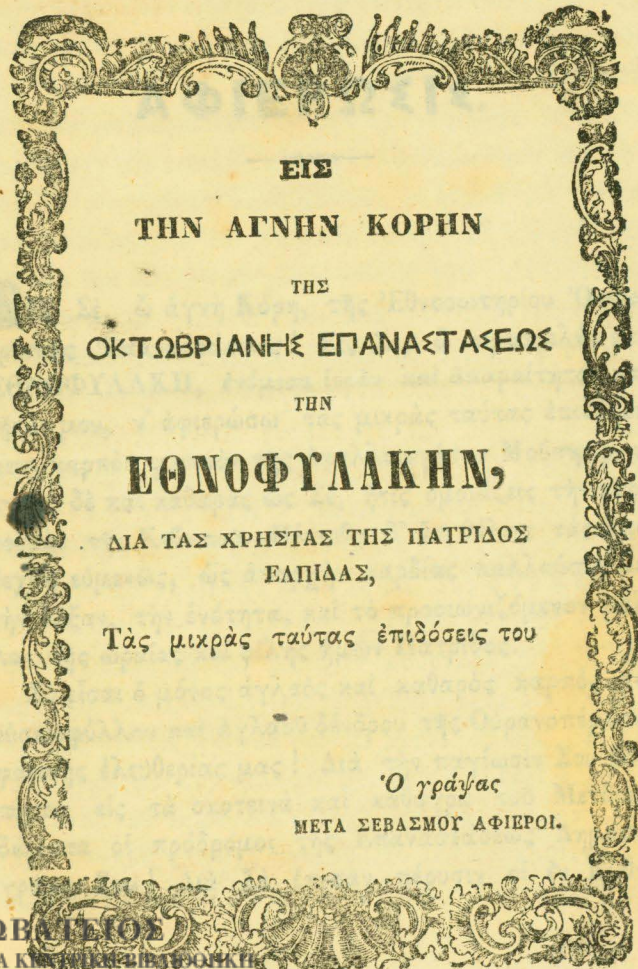 ΕΙΣ
ΤΗΝ ΑΓΝΗΝ ΚΟΡΗΝ
ΤΗΣ
ΟΚΤΩΒΡΙΑΝΗΣ ΕΠΑΝΑΣΤΑΣΕΩΣ
ΤΗΝ
ΕΘΝΟΦΥΛΑΚΗΝ,
ΔΙΑ ΤΑΣ ΧΡΗΣΤΑΣ ΤΗΣ ΠΑΤΡΙΔΟΣ
ΕΛΠΙΔΑΣ,
Τὰς μικρὰς ταύτας ἐπιδόσεις του
Ὁ γράψας
ΜΕΤΑ ΣΕΒΑΣΜΟΥ ΑΦΙΕΡΟΙ.